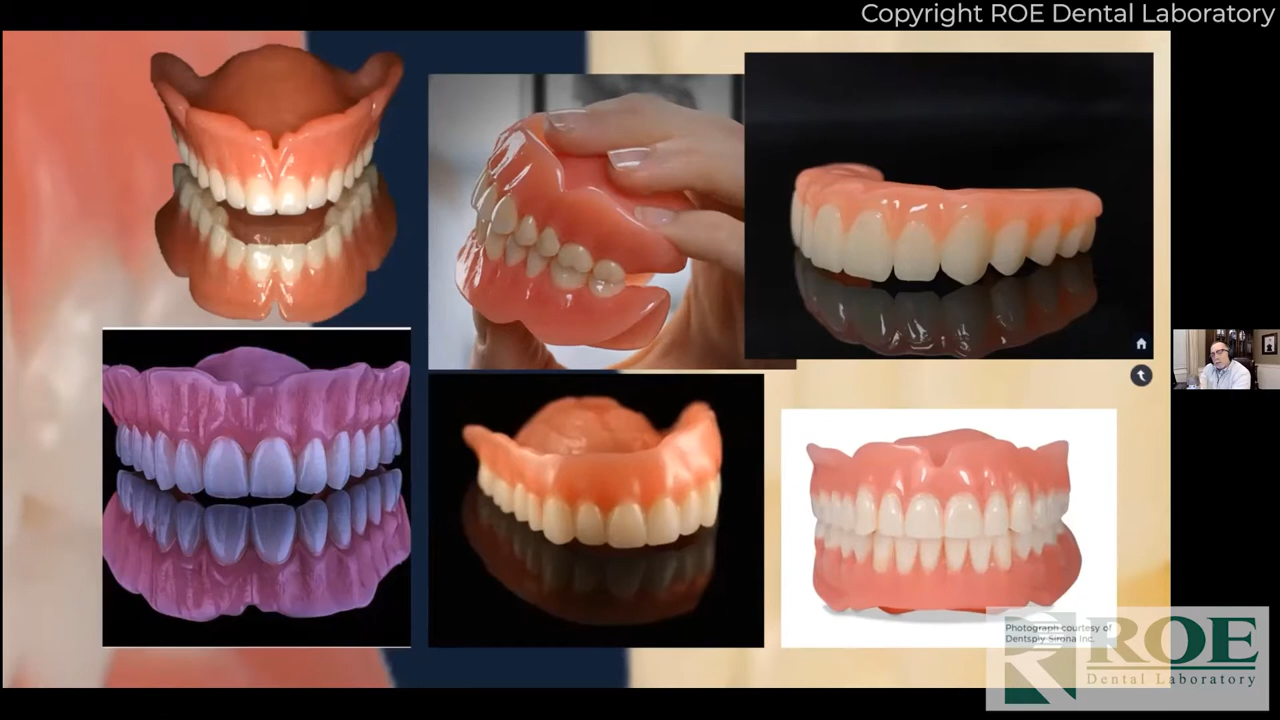 Copyright ROE Dental Laboratory
Photograph courtesy of
Dentsply Sirona Inc.
ROE
Dental Laboratory